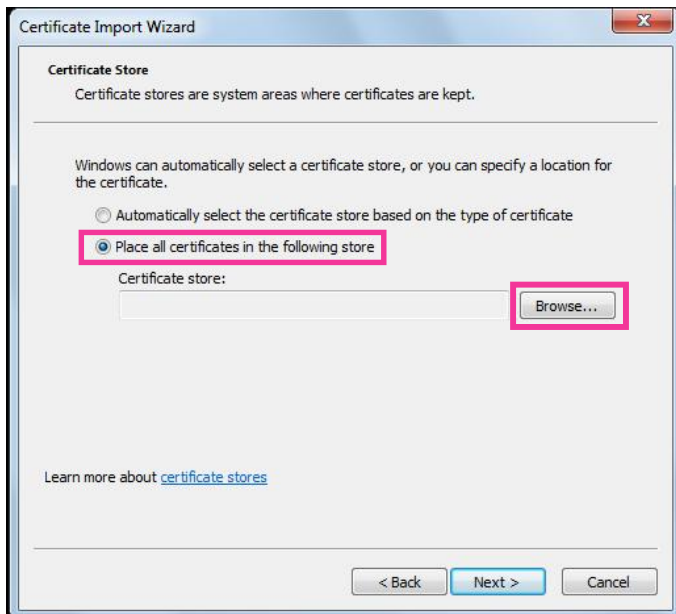 Certificate Import Wizard
Certificate Store
Certificate stores are system areas where certificates are kept.
Windows can automatically select a certificate store, or you can specify a location for
the certificate.
Automatically select the certificate store based on the type of certificate
Place all certificates in the following store
Certificate store:
Browse...
Learn more about certificate stores
< Back Next > Cancel